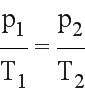 p₁/T₁ = p₂/T₂